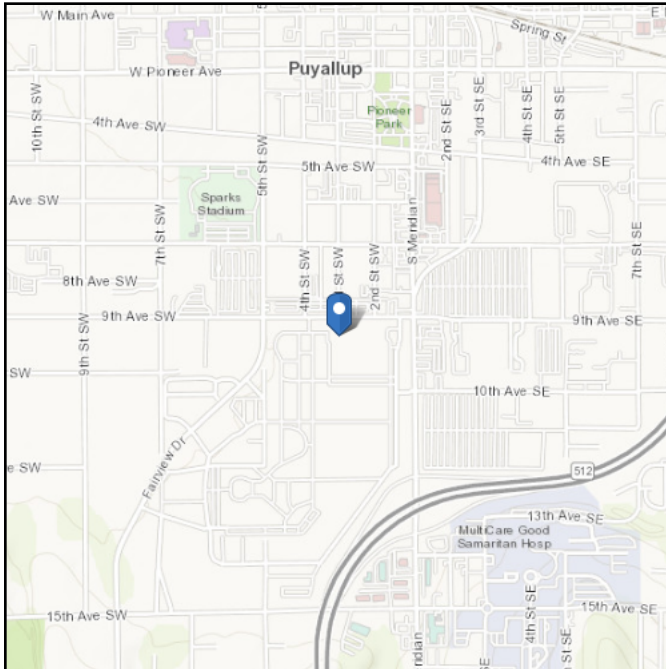 W Main Ave
E
Spring St
W Pioneer Ave
Puyallup
10th St SW
4th Ave SW
5th St SW
Pioneer
Park
2nd St SE
3rd St SE
4th St SE
5th St SE
5th Ave SW
4th Ave SE
Ave SW
Sparks
Stadium
7th St SW
S Meridian
7th St SE
8th Ave SW
4th St SW
St SW
2nd St SW
9th Ave SW
9th Ave SE
9th St SW
SW
10th Ave SE
Fairview Dr
e SW
512
13th Ave SE
MultiCare Good
Samaritan Hosp
15th Ave SW
ridian
4th St SE
St SE
15th Ave SE